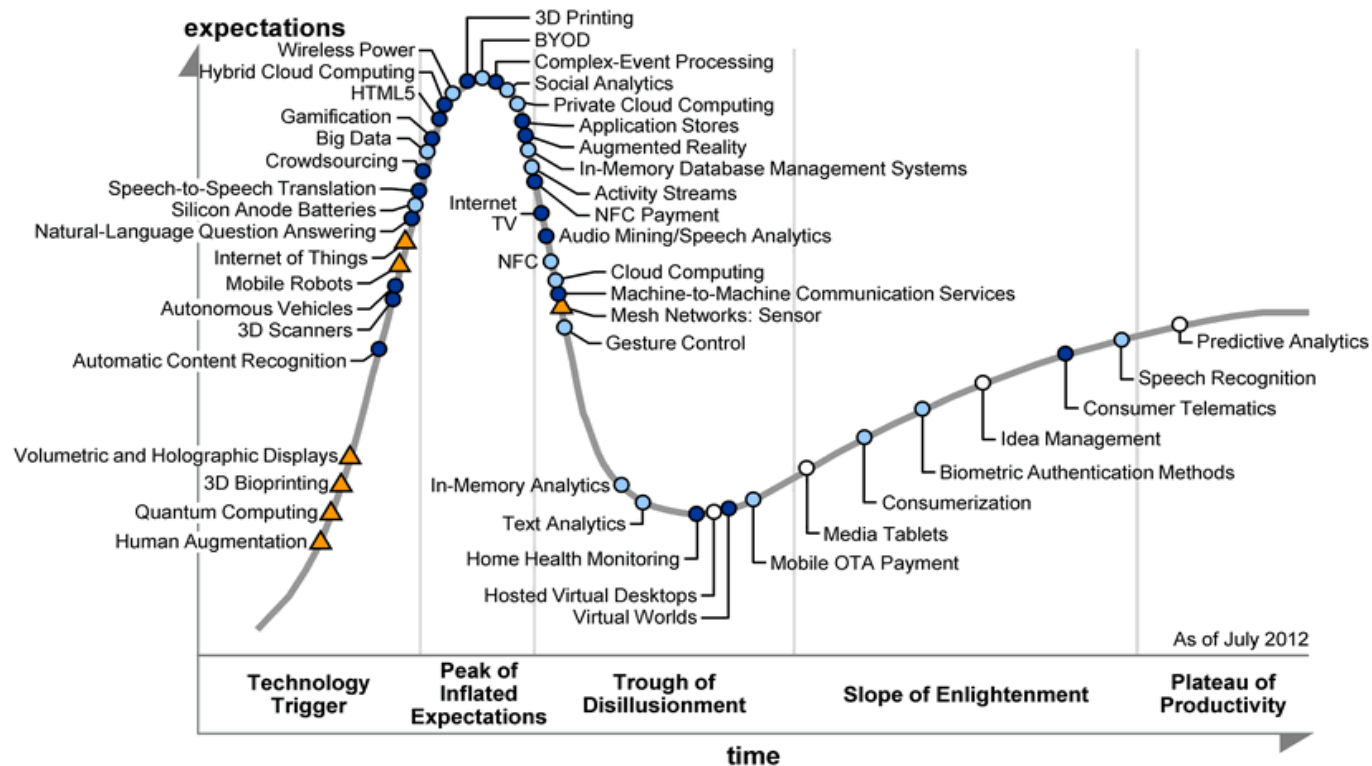 expectations
3D Printing
BYOD
Wireless Power
Complex-Event Processing
Hybrid Cloud Computing
Social Analytics
HTML5
Private Cloud Computing
Gamification
Application Stores
Big Data
Augmented Reality
Crowdsourcing
In-Memory Database Management Systems
Speech-to-Speech Translation
Activity Streams
Silicon Anode Batteries
NFC Payment
Internet
TV
Natural-Language Question Answering
Audio Mining/Speech Analytics
Internet of Things
NFC
Cloud Computing
Mobile Robots
Machine-to-Machine Communication Services
Autonomous Vehicles
Mesh Networks: Sensor
3D Scanners
Gesture Control
Predictive Analytics
Automatic Content Recognition
Speech Recognition
Consumer Telematics
Idea Management
Volumetric and Holographic Displays
Biometric Authentication Methods
3D Bioprinting
In-Memory Analytics
Consumerization
Quantum Computing
Text Analytics
Media Tablets
Human Augmentation
Home Health Monitoring
Mobile OTA Payment
Hosted Virtual Desktops
Virtual Worlds
As of July 2012
Technology
Trigger
Peak of
Inflated
Expectations
Trough of
Disillusionment
Slope of Enlightenment
Plateau of
Productivity
time